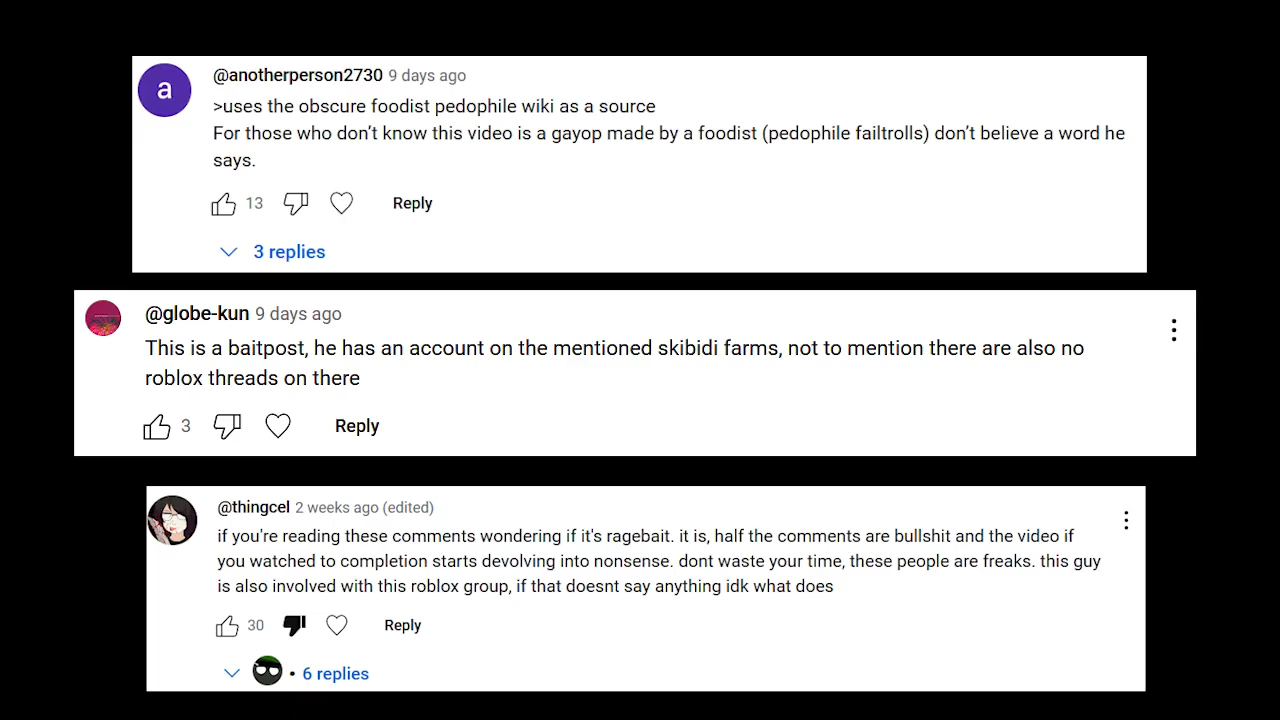 a
@anotherperson2730 9 days ago
>uses the obscure foodist pedophile wiki as a source
For those who don’t know this video is a gayop made by a foodist (pedophile failtrolls) don’t believe a word he
says.
13 Reply
3 replies
@globe-kun 9 days ago
This is a baitpost, he has an account on the mentioned skibidi farms, not to mention there are also no
roblox threads on there
3 Reply
@thingcel 2 weeks ago (edited)
if you're reading these comments wondering if it's ragebait. it is, half the comments are bullshit and the video if
you watched to completion starts devolving into nonsense. dont waste your time, these people are freaks. this guy
is also involved with this roblox group, if that doesnt say anything idk what does
30 Reply
• 6 replies